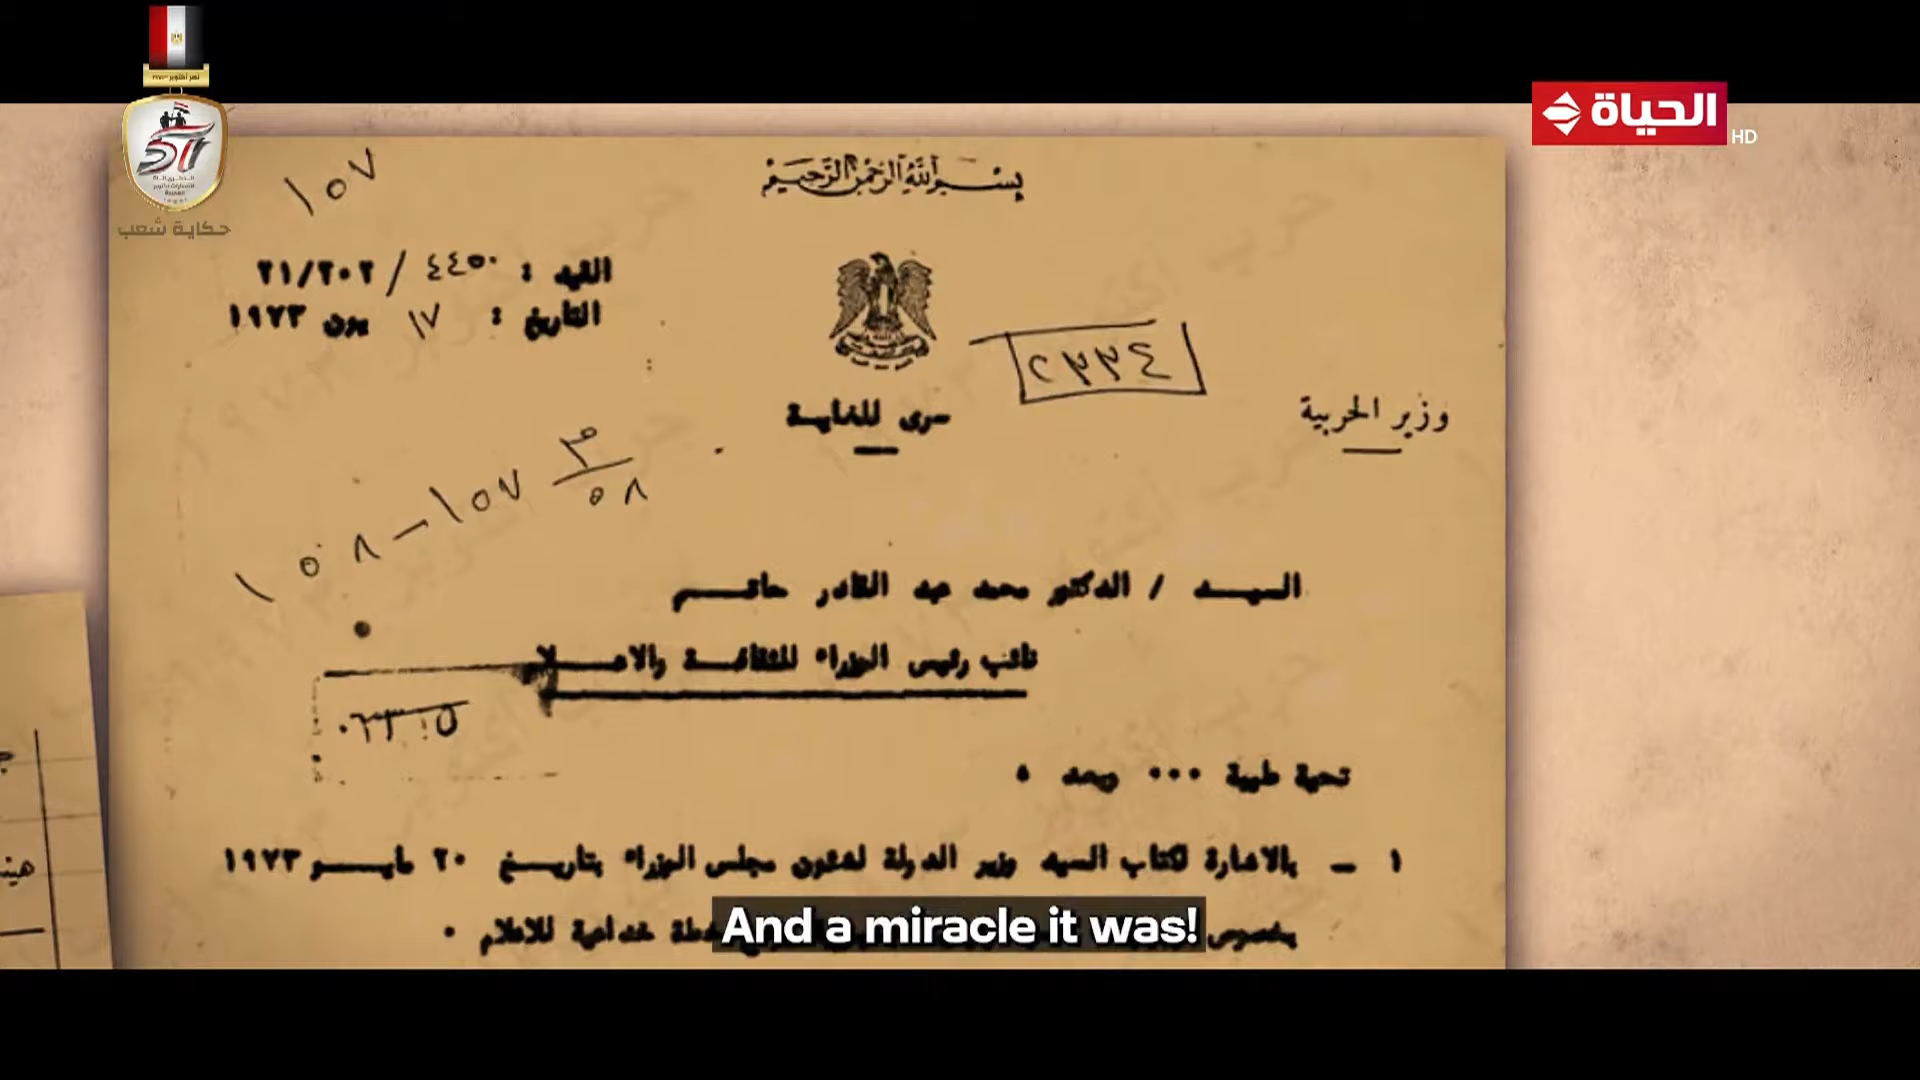 نصر أكتوبر
50
حكاية شعب
الحياة
HD
١٥٧
بسم الله الرحمن الرحيم
القيد : ٤٤٥٠ / ٢١/٢٠٢
التاريخ : ١٧ يون ١٩٧٣
٢٣٣٤
وزير الحربية
سرى للغاية
١٥٨ – ١٥٧ ٣/٥٨
السيد / الدكتور محمد عبد القادر حاتم
نائب رئيس الوزراء للثقافة والاعلا
تحية طيبة ... وبعد ،
١ – بالاشارة لكتاب السيد وزير الدولة لشئون مجلس الوزراء بتاريخ ٢٠ مايو ١٩٧٣
بخصوص خطة خداعية للاعلام .
And a miracle it was!